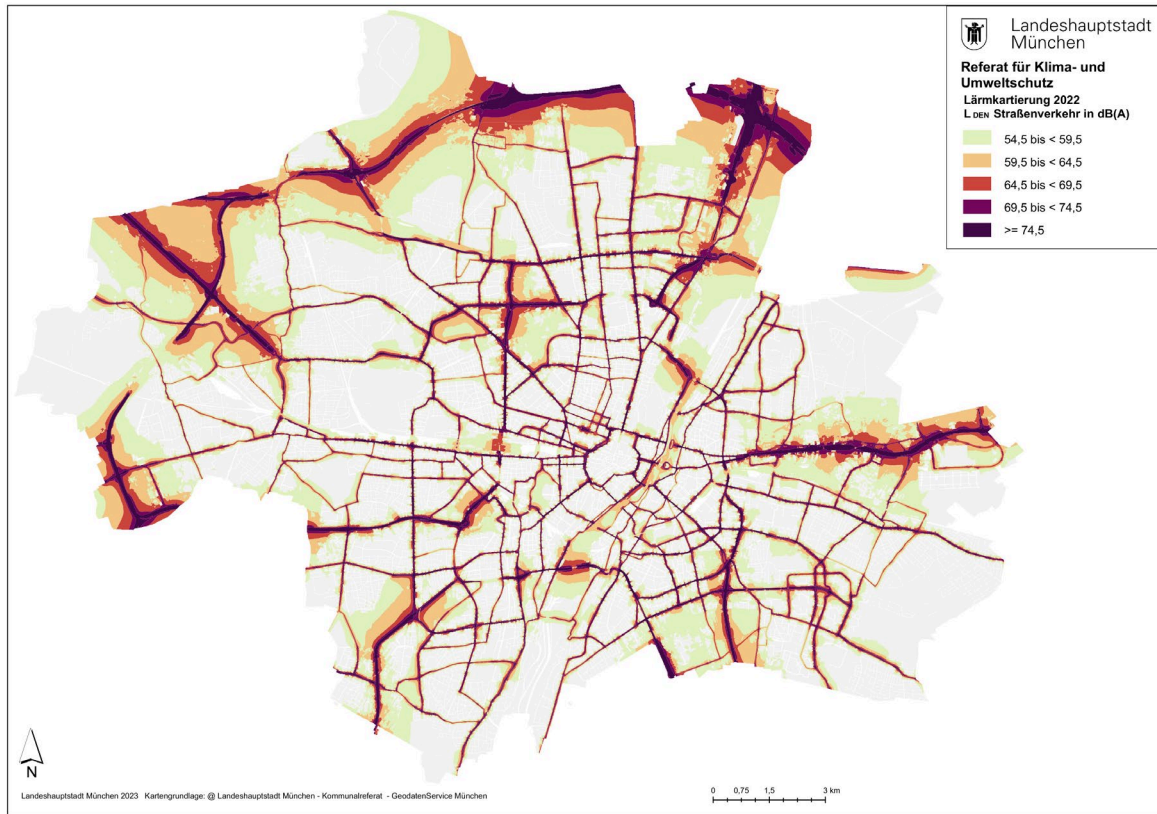 Landeshauptstadt
München
Referat für Klima- und
Umweltschutz
Lärmkartierung 2022
L DEN Straßenverkehr in dB(A)
54,5 bis < 59,5
59,5 bis < 64,5
64,5 bis < 69,5
69,5 bis < 74,5
>= 74,5
N
Landeshauptstadt München 2023 Kartengrundlage: @ Landeshauptstadt München - Kommunalreferat - GeodatenService München
0 0,75 1,5 3 km